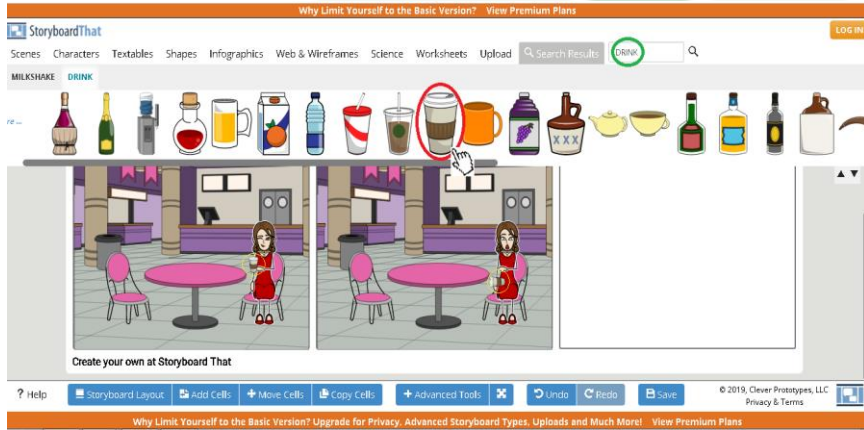 Why Limit Yourself to the Basic Version? View Premium Plans
StoryboardThat
LOG IN
Scenes Characters Textables Shapes Infographics Web & Wireframes Science Worksheets Upload Search Results DRINK
MILKSHAKE DRINK
re ...
XXX
Create your own at Storyboard That
? Help Storyboard Layout Add Cells Move Cells Copy Cells Advanced Tools Undo Redo Save
© 2019, Clever Prototypes, LLC
Privacy & Terms
Why Limit Yourself to the Basic Version? Upgrade for Privacy, Advanced Storyboard Types, Uploads and Much More! View Premium Plans